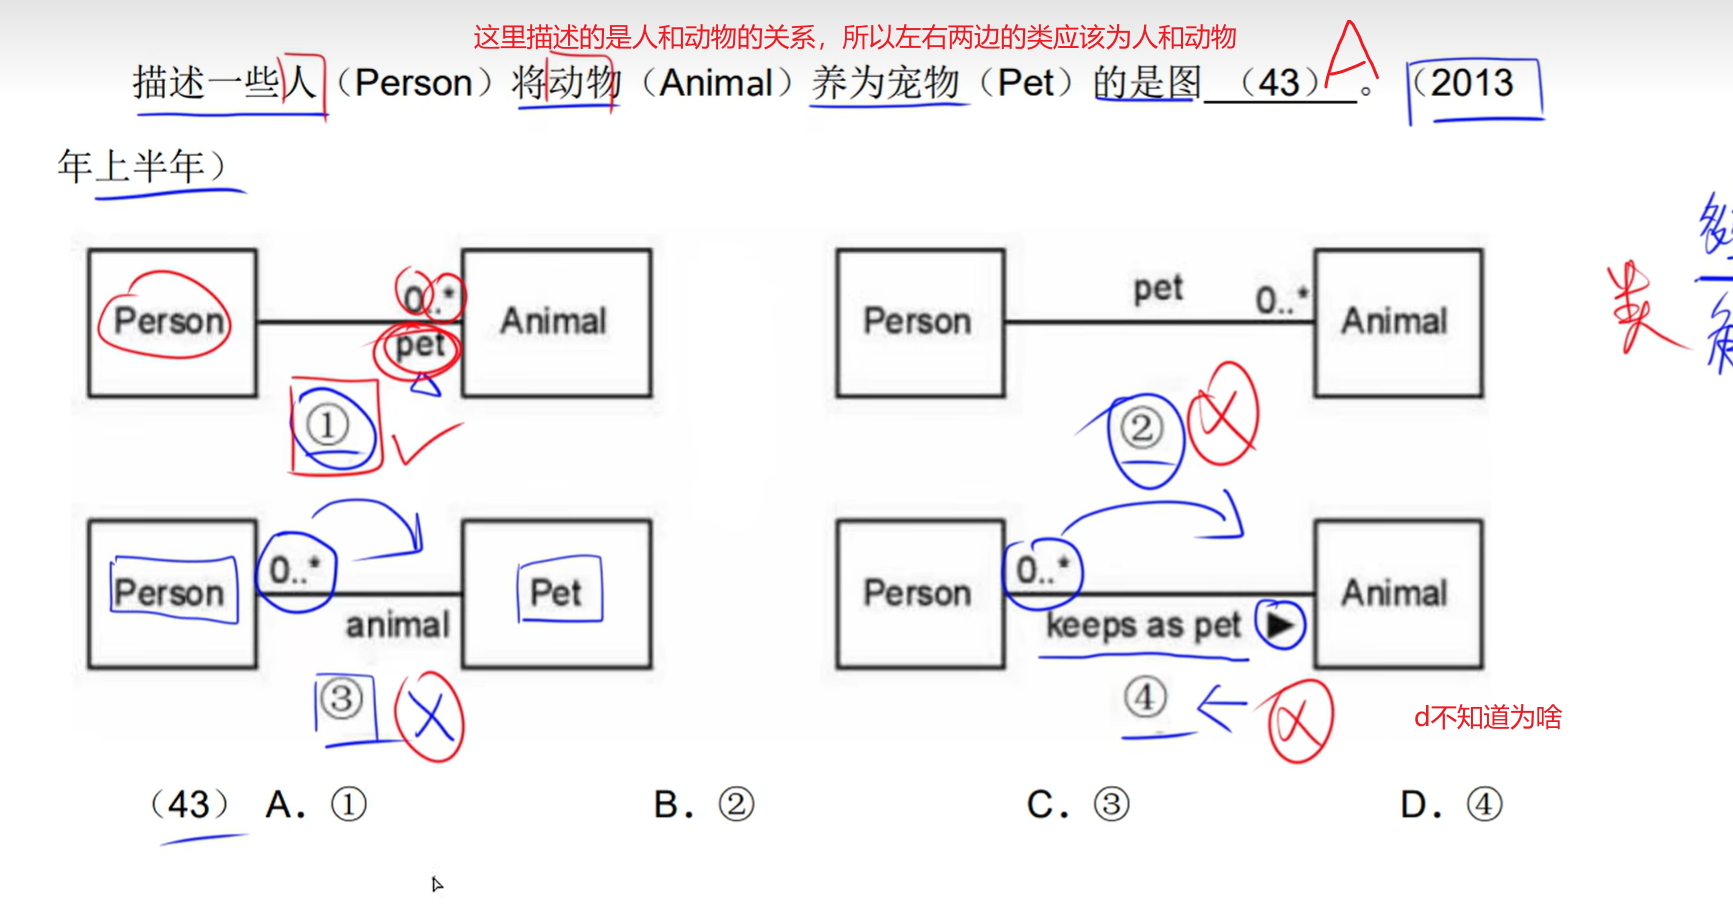 这里描述的是人和动物的关系，所以左右两边的类应该为人和动物
A
描述一些人（Person）将动物（Animal）养为宠物（Pet）的是图 （43） 。 （2013
年上半年）
Person
0..*
pet
Animal
①
Person
pet
0..*
Animal
②
类
Person
0..*
animal
Pet
③
Person
0..*
keeps as pet
Animal
④
d不知道为啥
（43） A. ①
B. ②
C. ③
D. ④